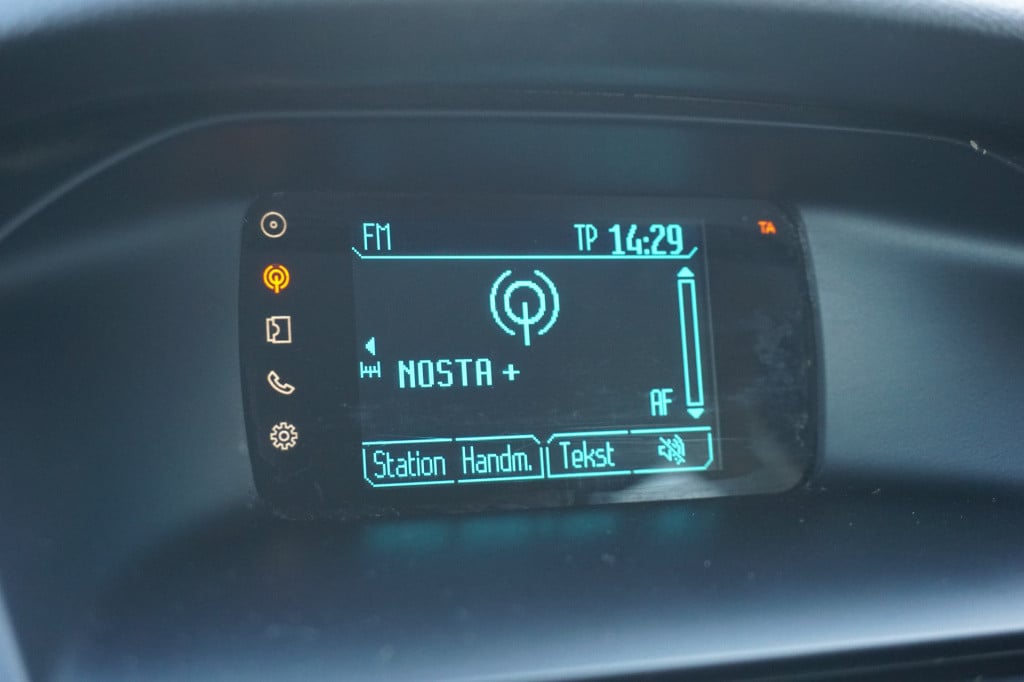 FM TP 14:29 TA
NOSTA +
AF
Station Handm. Tekst